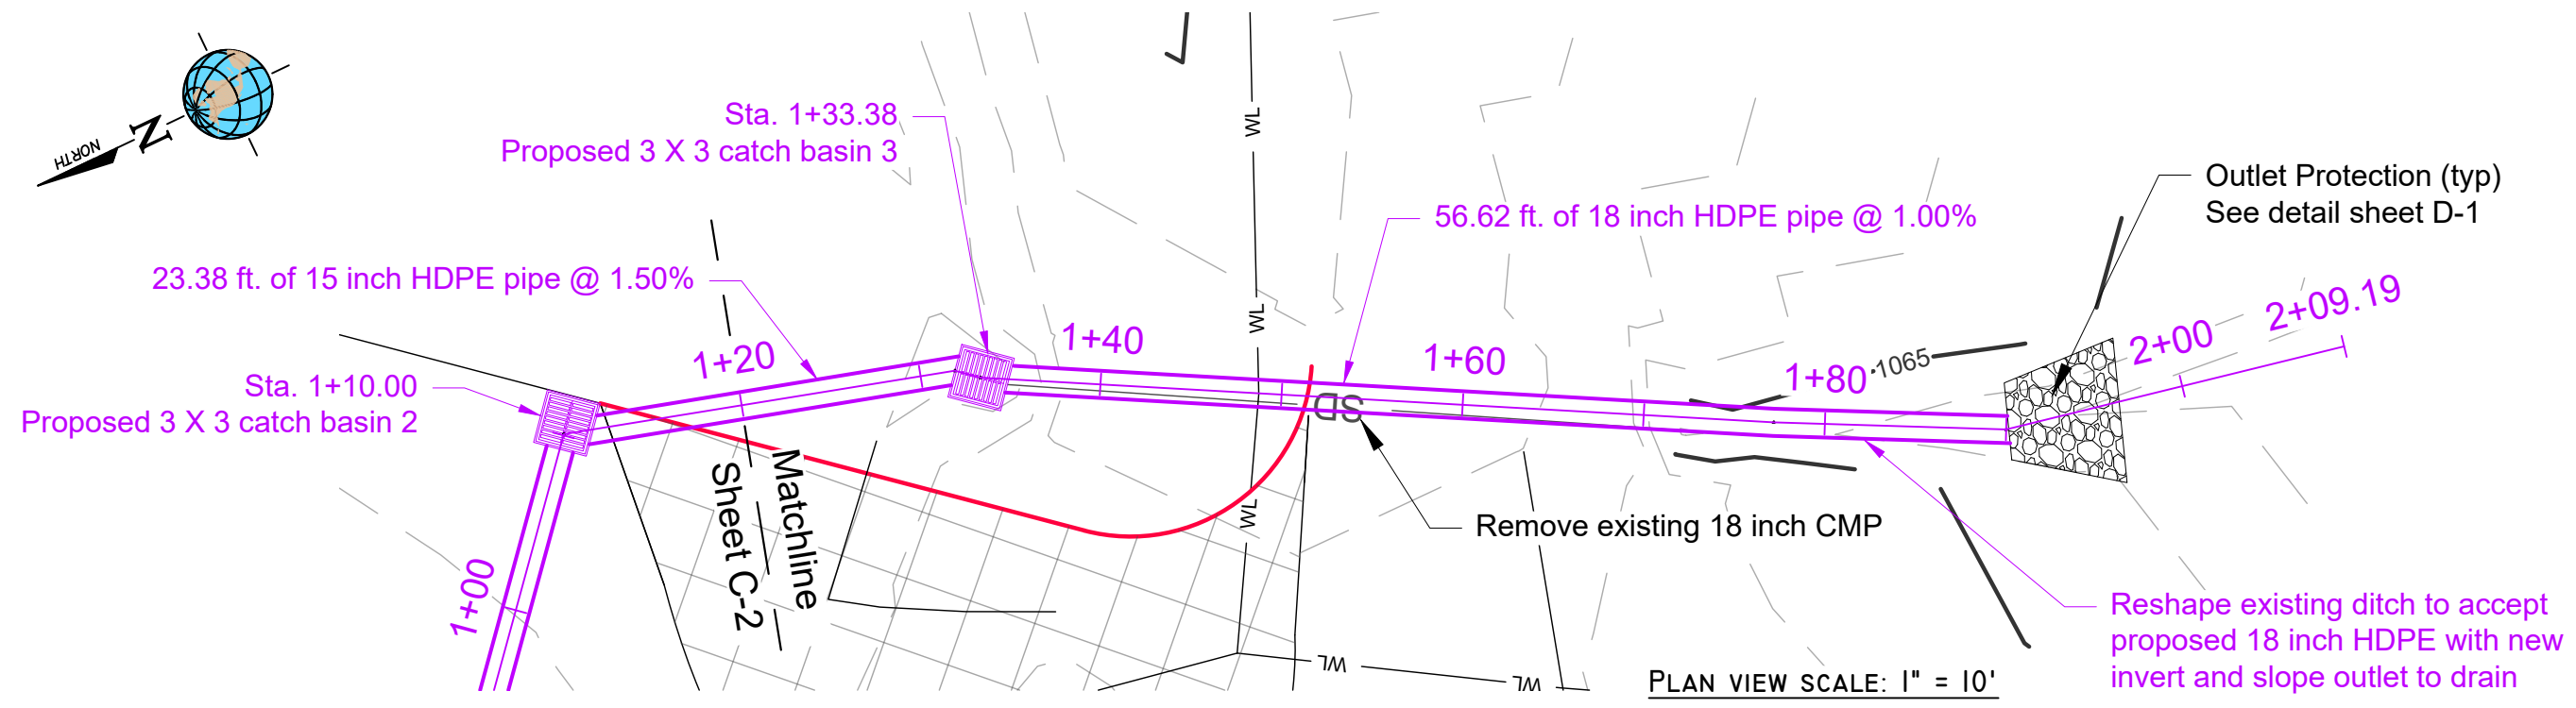 N
NORTH
Sta. 1+33.38
Proposed 3 X 3 catch basin 3
WL
Outlet Protection (typ)
See detail sheet D-1
56.62 ft. of 18 inch HDPE pipe @ 1.00%
23.38 ft. of 15 inch HDPE pipe @ 1.50%
WL
1+20
1+40
1+60
1+80
1065
2+00
2+09.19
Sta. 1+10.00
Proposed 3 X 3 catch basin 2
SD
Matchline
Sheet C-2
WL
Remove existing 18 inch CMP
1+00
WL
WL
Reshape existing ditch to accept
proposed 18 inch HDPE with new
invert and slope outlet to drain
PLAN VIEW SCALE: 1" = 10'